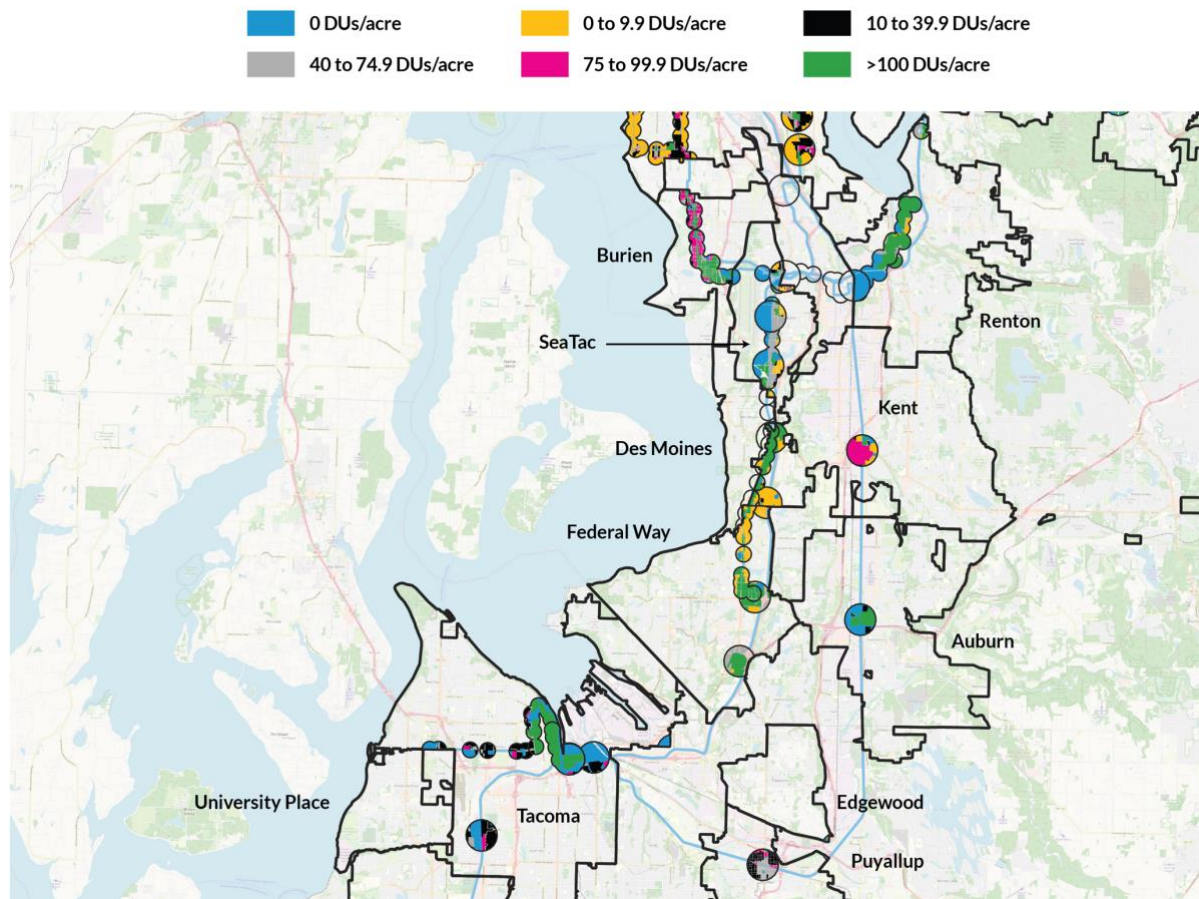 0 DUs/acre
0 to 9.9 DUs/acre
10 to 39.9 DUs/acre
40 to 74.9 DUs/acre
75 to 99.9 DUs/acre
>100 DUs/acre
Burien
SeaTac
Renton
Kent
Des Moines
Federal Way
Auburn
University Place
Tacoma
Edgewood
Puyallup